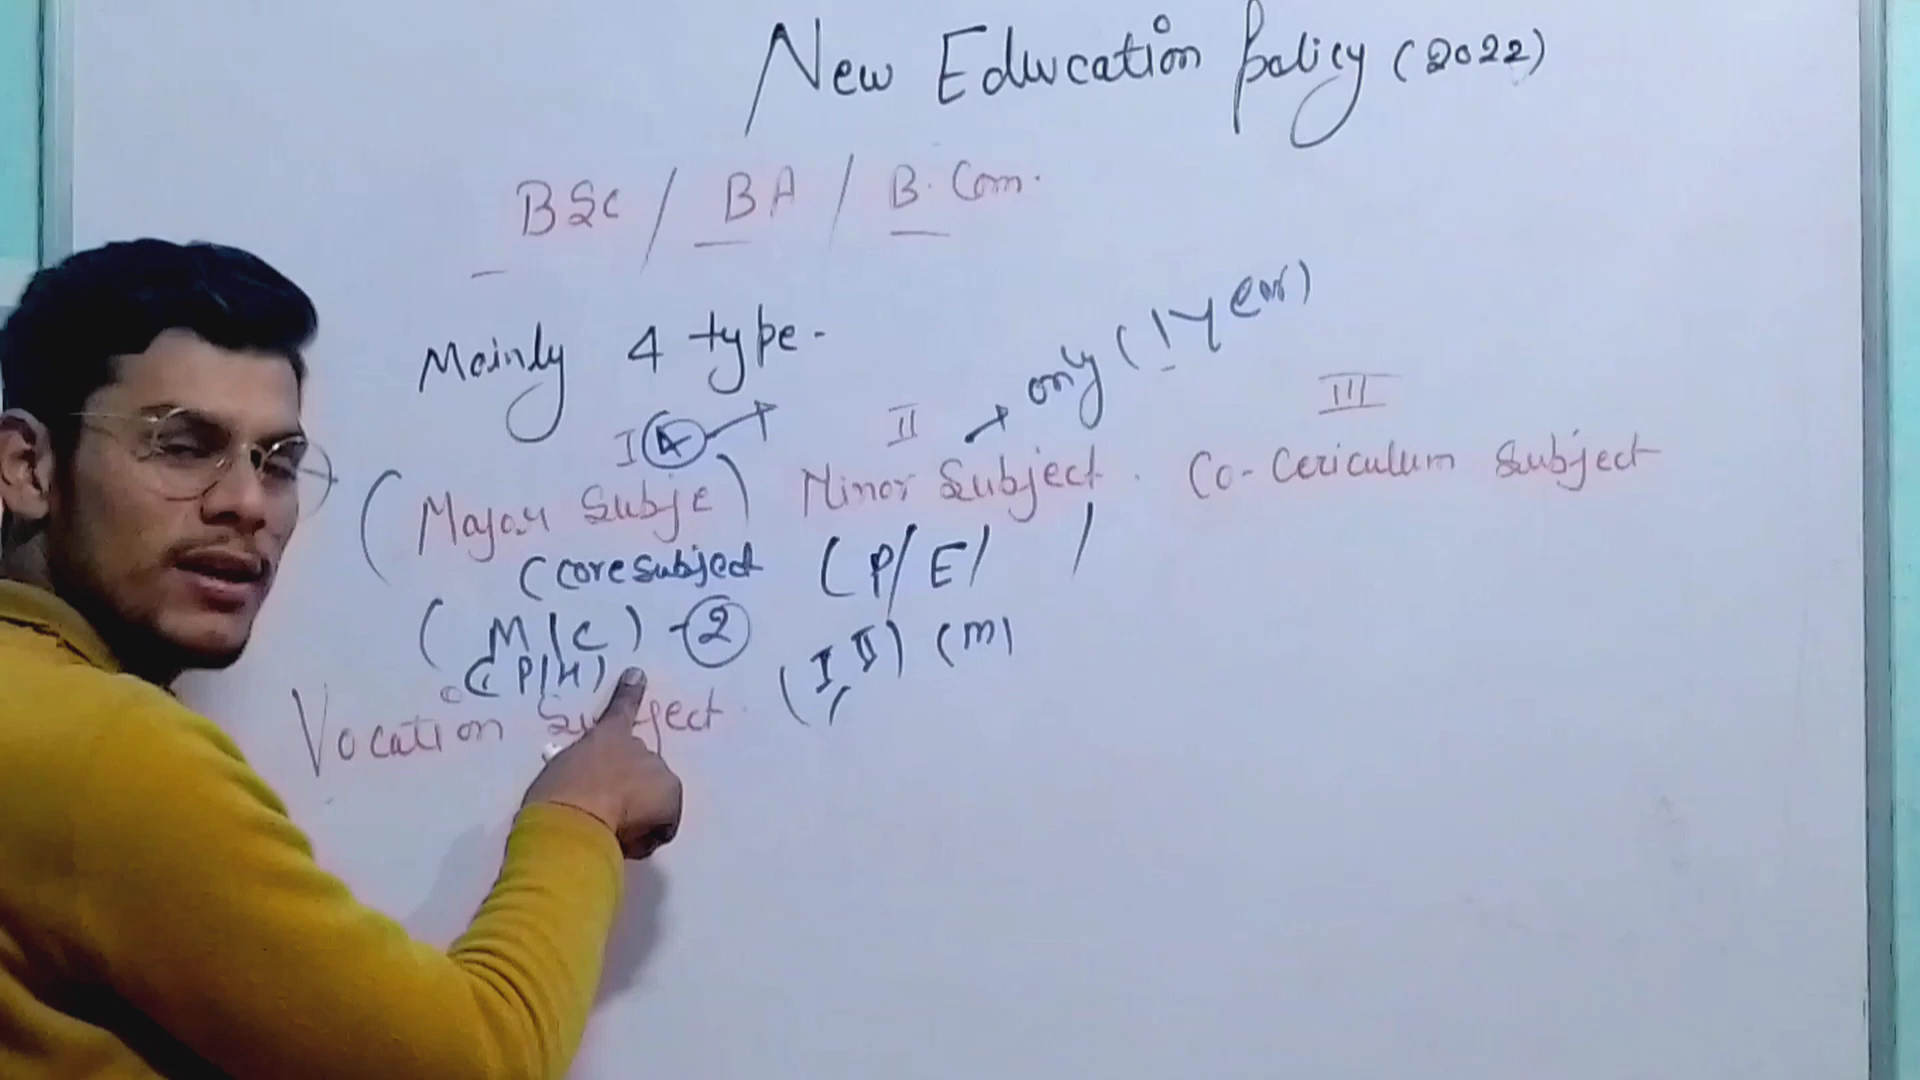 New Education policy (2022)
BSc / BA / B.Com.
Mainly 4 type -
only (1 year)
I 4 II III
(Major Subje) Minor Subject . Co-Cericulum Subject
(core subject (P/E/ /
(M/C) - 2 (I, II) (M)
(P/H)
Vocation Subject